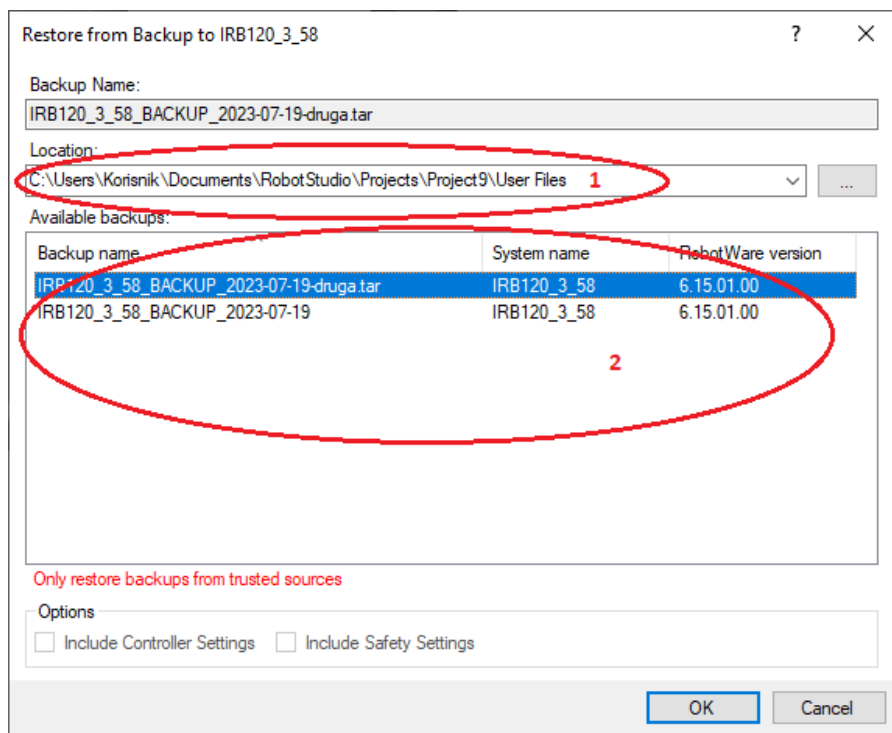 Restore from Backup to IRB120_3_58 ?
Backup Name:
IRB120_3_58_BACKUP_2023-07-19-druga.tar
Location:
C:\Users\Korisnik\Documents\RobotStudio\Projects\Project9\User Files 1 ...
Available backups:
Backup name System name RobotWare version
IRB120_3_58_BACKUP_2023-07-19-druga.tar IRB120_3_58 6.15.01.00
IRB120_3_58_BACKUP_2023-07-19 IRB120_3_58 6.15.01.00
2
Only restore backups from trusted sources
Options
Include Controller Settings Include Safety Settings
OK Cancel